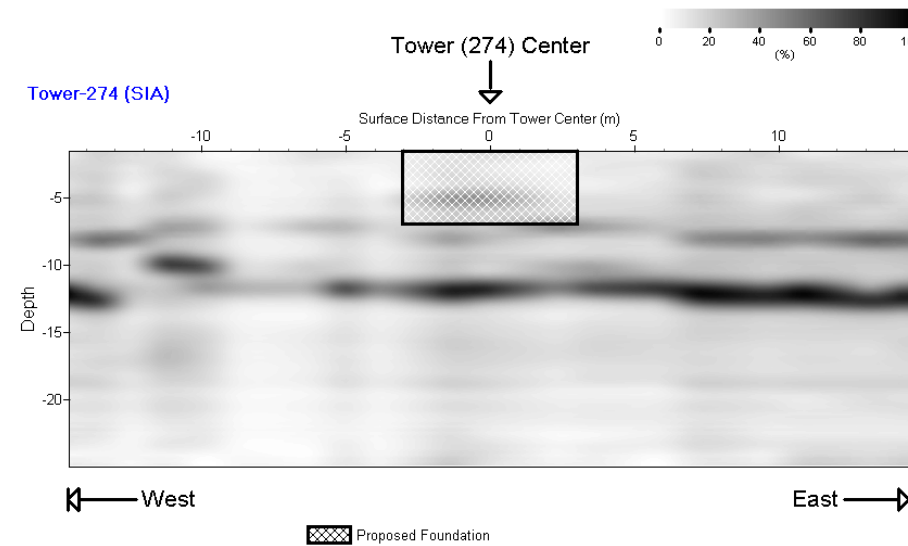 0 20 40 60 80
(%)
Tower (274) Center
Tower-274 (SIA)
Surface Distance From Tower Center (m)
-10 -5 0 5 10
-5
-10
-15
-20
Depth
West
East
Proposed Foundation